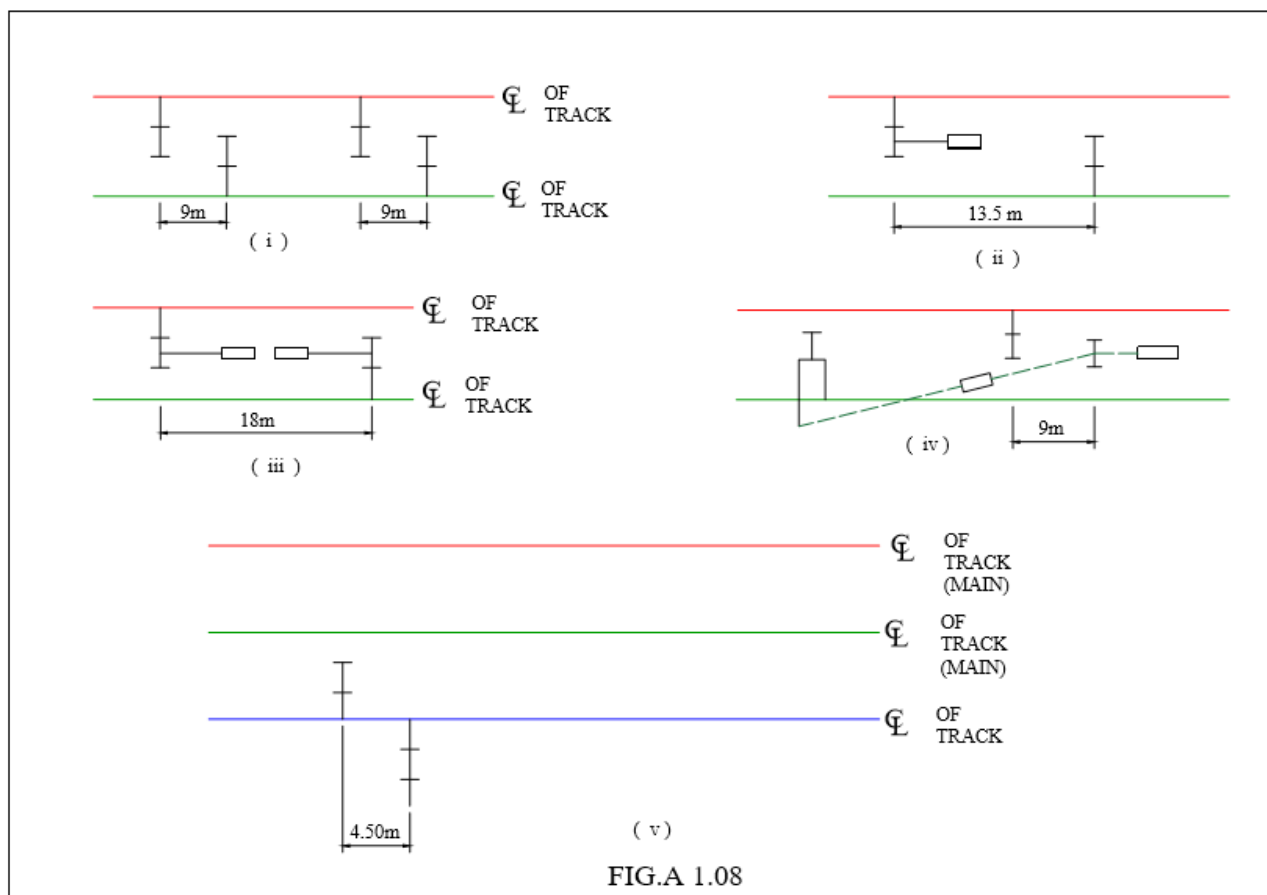 ℄ OF
TRACK
℄ OF
TRACK
9m 9m
( i )
13.5 m
( ii )
℄ OF
TRACK
℄ OF
TRACK
18m
( iii )
9m
( iv )
℄ OF
TRACK
(MAIN)
℄ OF
TRACK
(MAIN)
℄ OF
TRACK
4.50m
( v )
FIG.A 1.08